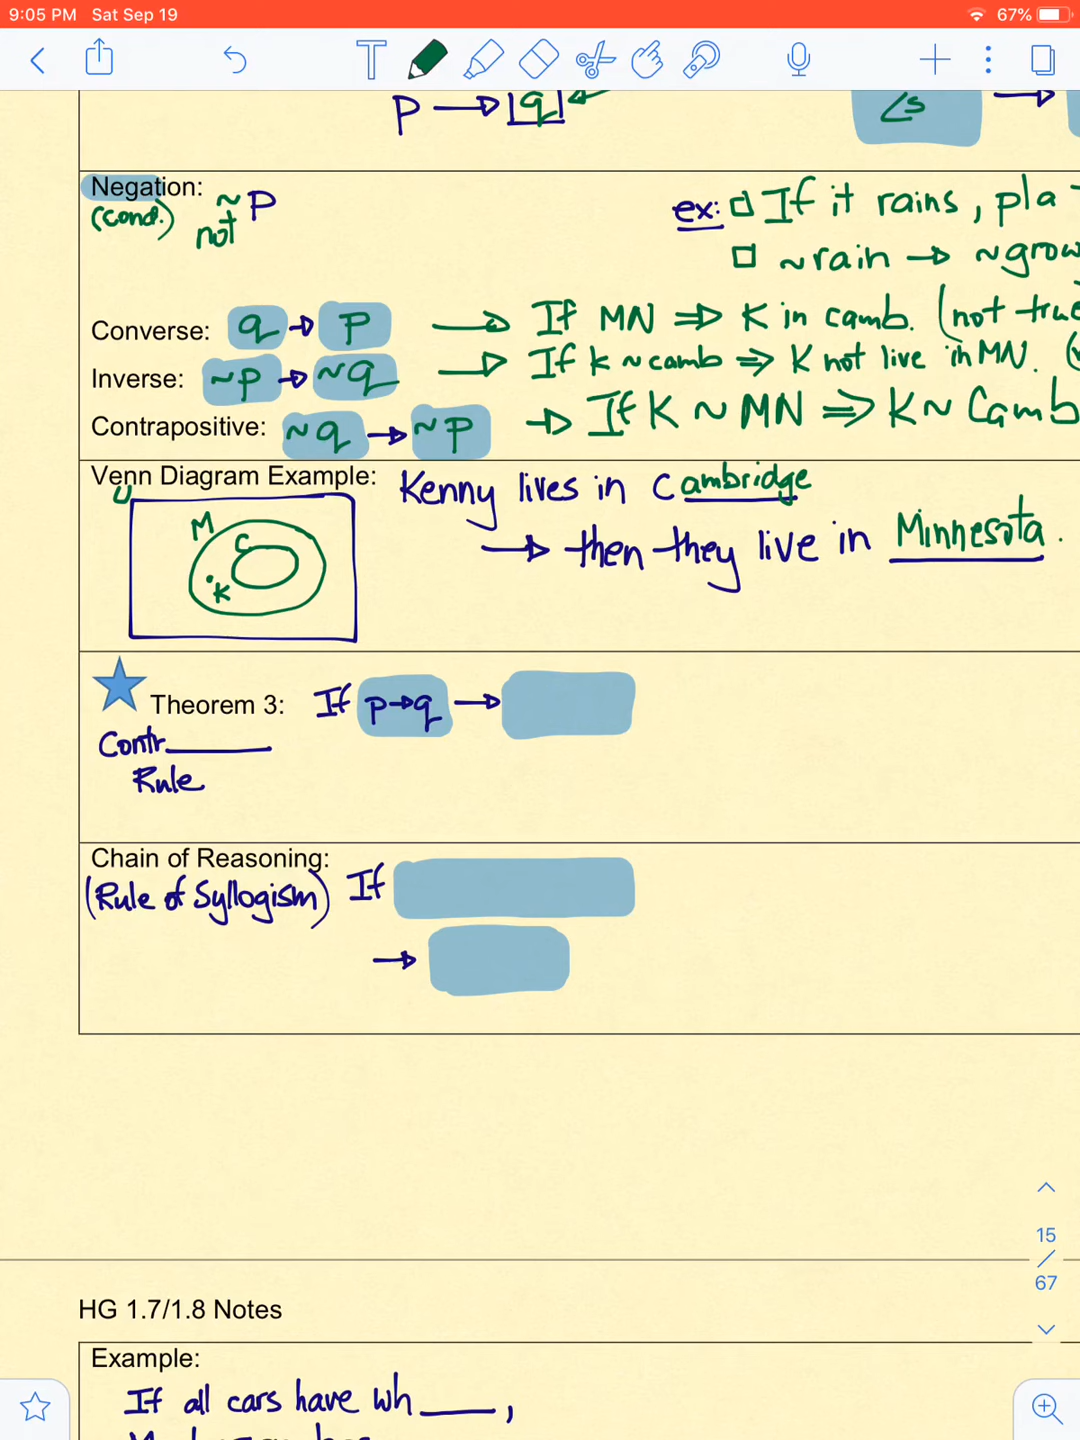 9:05 PM Sat Sep 19 67%
T
p → q ∠s →
Negation: ~p
(cond.) not
ex: □ If it rains, pla
□ ~rain → ~grow
Converse: q → p → If MN ⇒ K in camb. (not true
Inverse: ~p → ~q → If K ~camb ⇒ K not live in MN. (
Contrapositive: ~q → ~p → If K ~ MN ⇒ K ~ Camb
Venn Diagram Example: Kenny lives in Cambridge
→ then they live in Minnesota.
U
M
C
K
Theorem 3: If p→q →
Contr______
Rule
Chain of Reasoning:
(Rule of Syllogism) If
→
15
/
67
HG 1.7/1.8 Notes
Example:
If all cars have wh____,